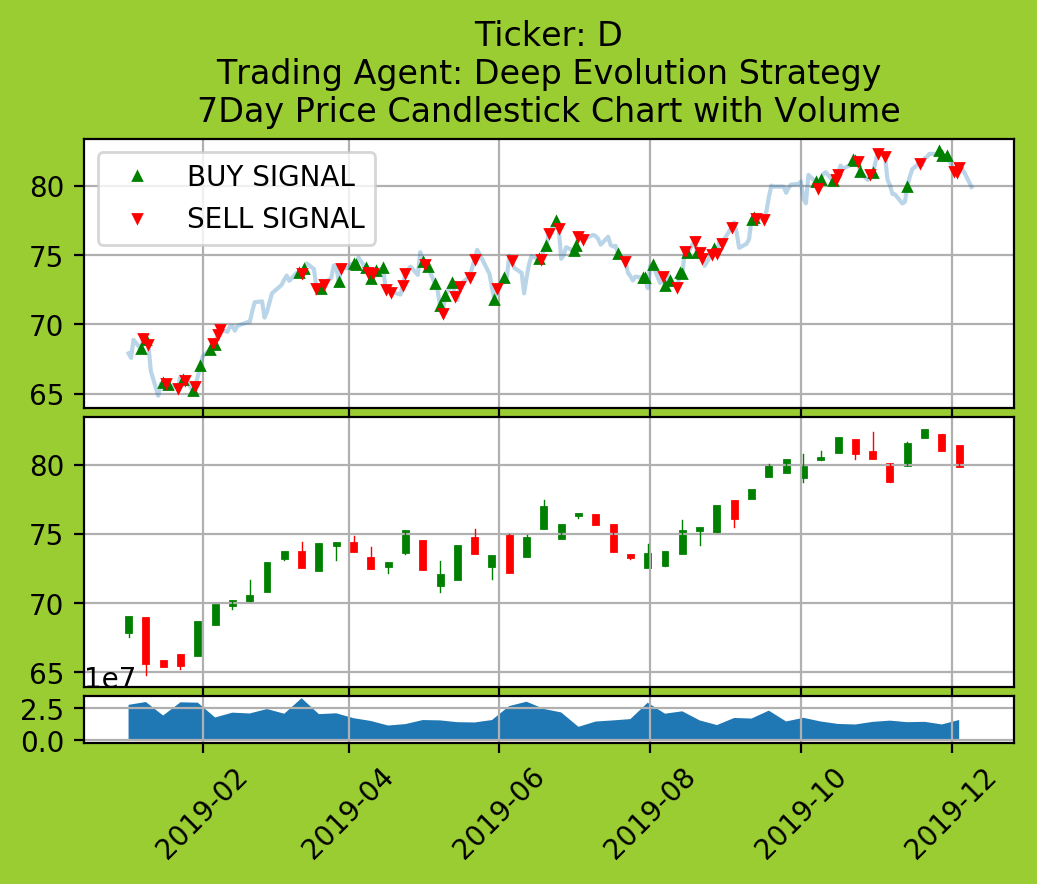 Ticker: D
Trading Agent: Deep Evolution Strategy
7Day Price Candlestick Chart with Volume
BUY SIGNAL
SELL SIGNAL
80
75
70
65
80
75
70
65
1e7
2.5
0.0
2019-02
2019-04
2019-06
2019-08
2019-10
2019-12